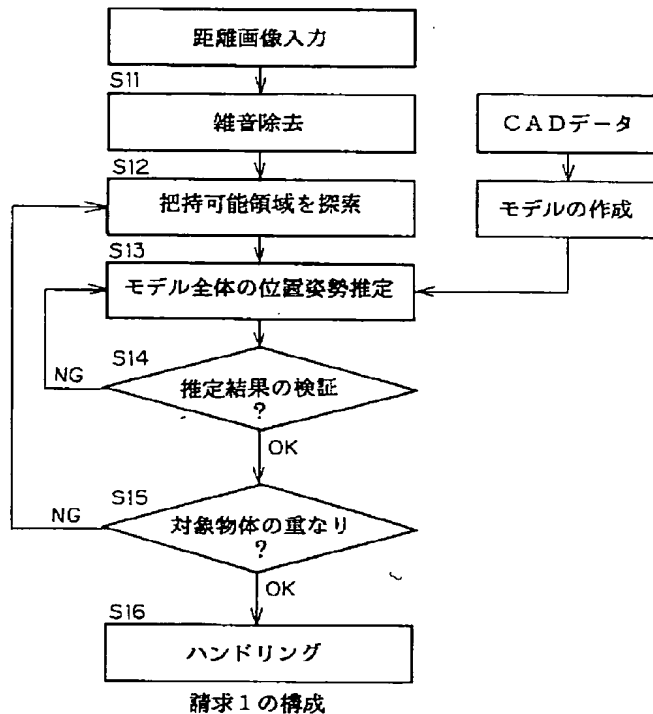 距離画像入力
S11
雑音除去
CADデータ
S12
把持可能領域を探索
モデルの作成
S13
モデル全体の位置姿勢推定
S14
NG
推定結果の検証
?
OK
S15
NG
対象物体の重なり
?
OK
S16
ハンドリング
請求1の構成